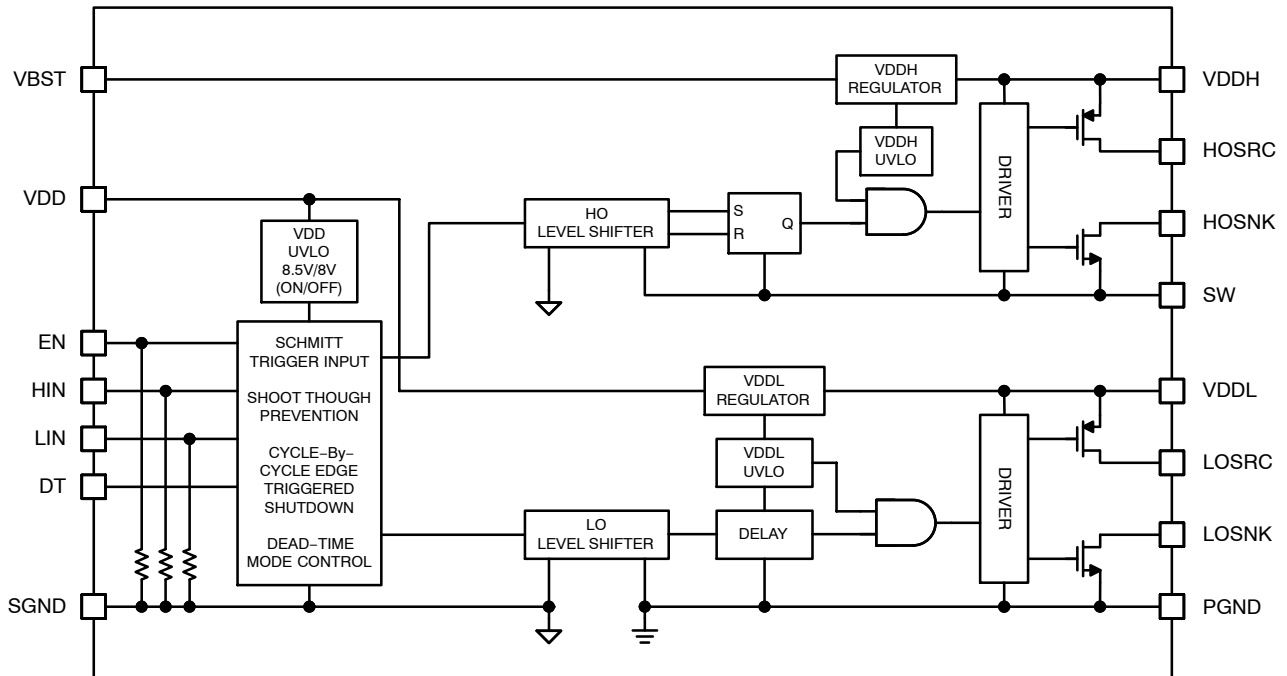 VBST
VDD
EN
HIN
LIN
DT
SGND
VDD
UVLO
8.5V/8V
(ON/OFF)
SCHMITT
TRIGGER INPUT
SHOOT THOUGH
PREVENTION
CYCLE−By−
CYCLE EDGE
TRIGGERED
SHUTDOWN
DEAD−TIME
MODE CONTROL
HO
LEVEL SHIFTER
S
R
Q
VDDH
REGULATOR
VDDH
UVLO
DRIVER
LO
LEVEL SHIFTER
VDDL
REGULATOR
VDDL
UVLO
DELAY
DRIVER
VDDH
HOSRC
HOSNK
SW
VDDL
LOSRC
LOSNK
PGND